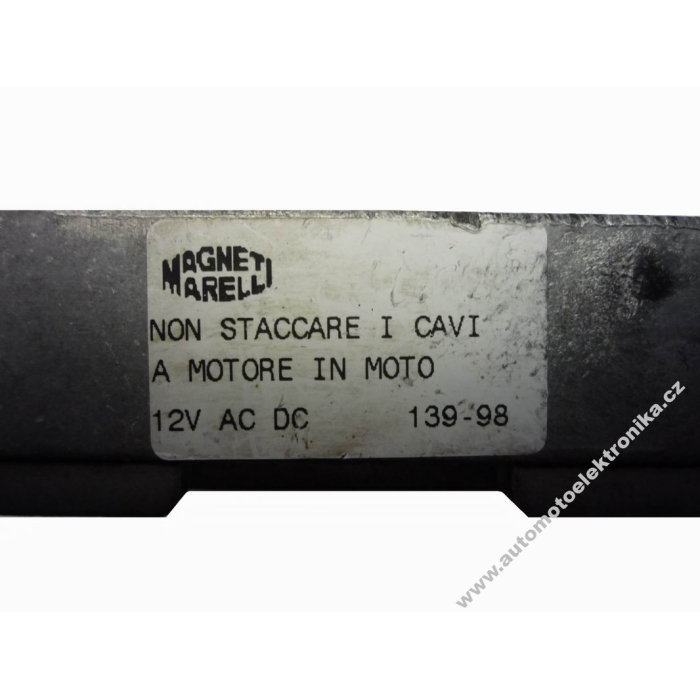 MAGNETI
MARELLI
NON STACCARE I CAVI
A MOTORE IN MOTO
12V AC DC 139-98
www.automotoelektronika.cz